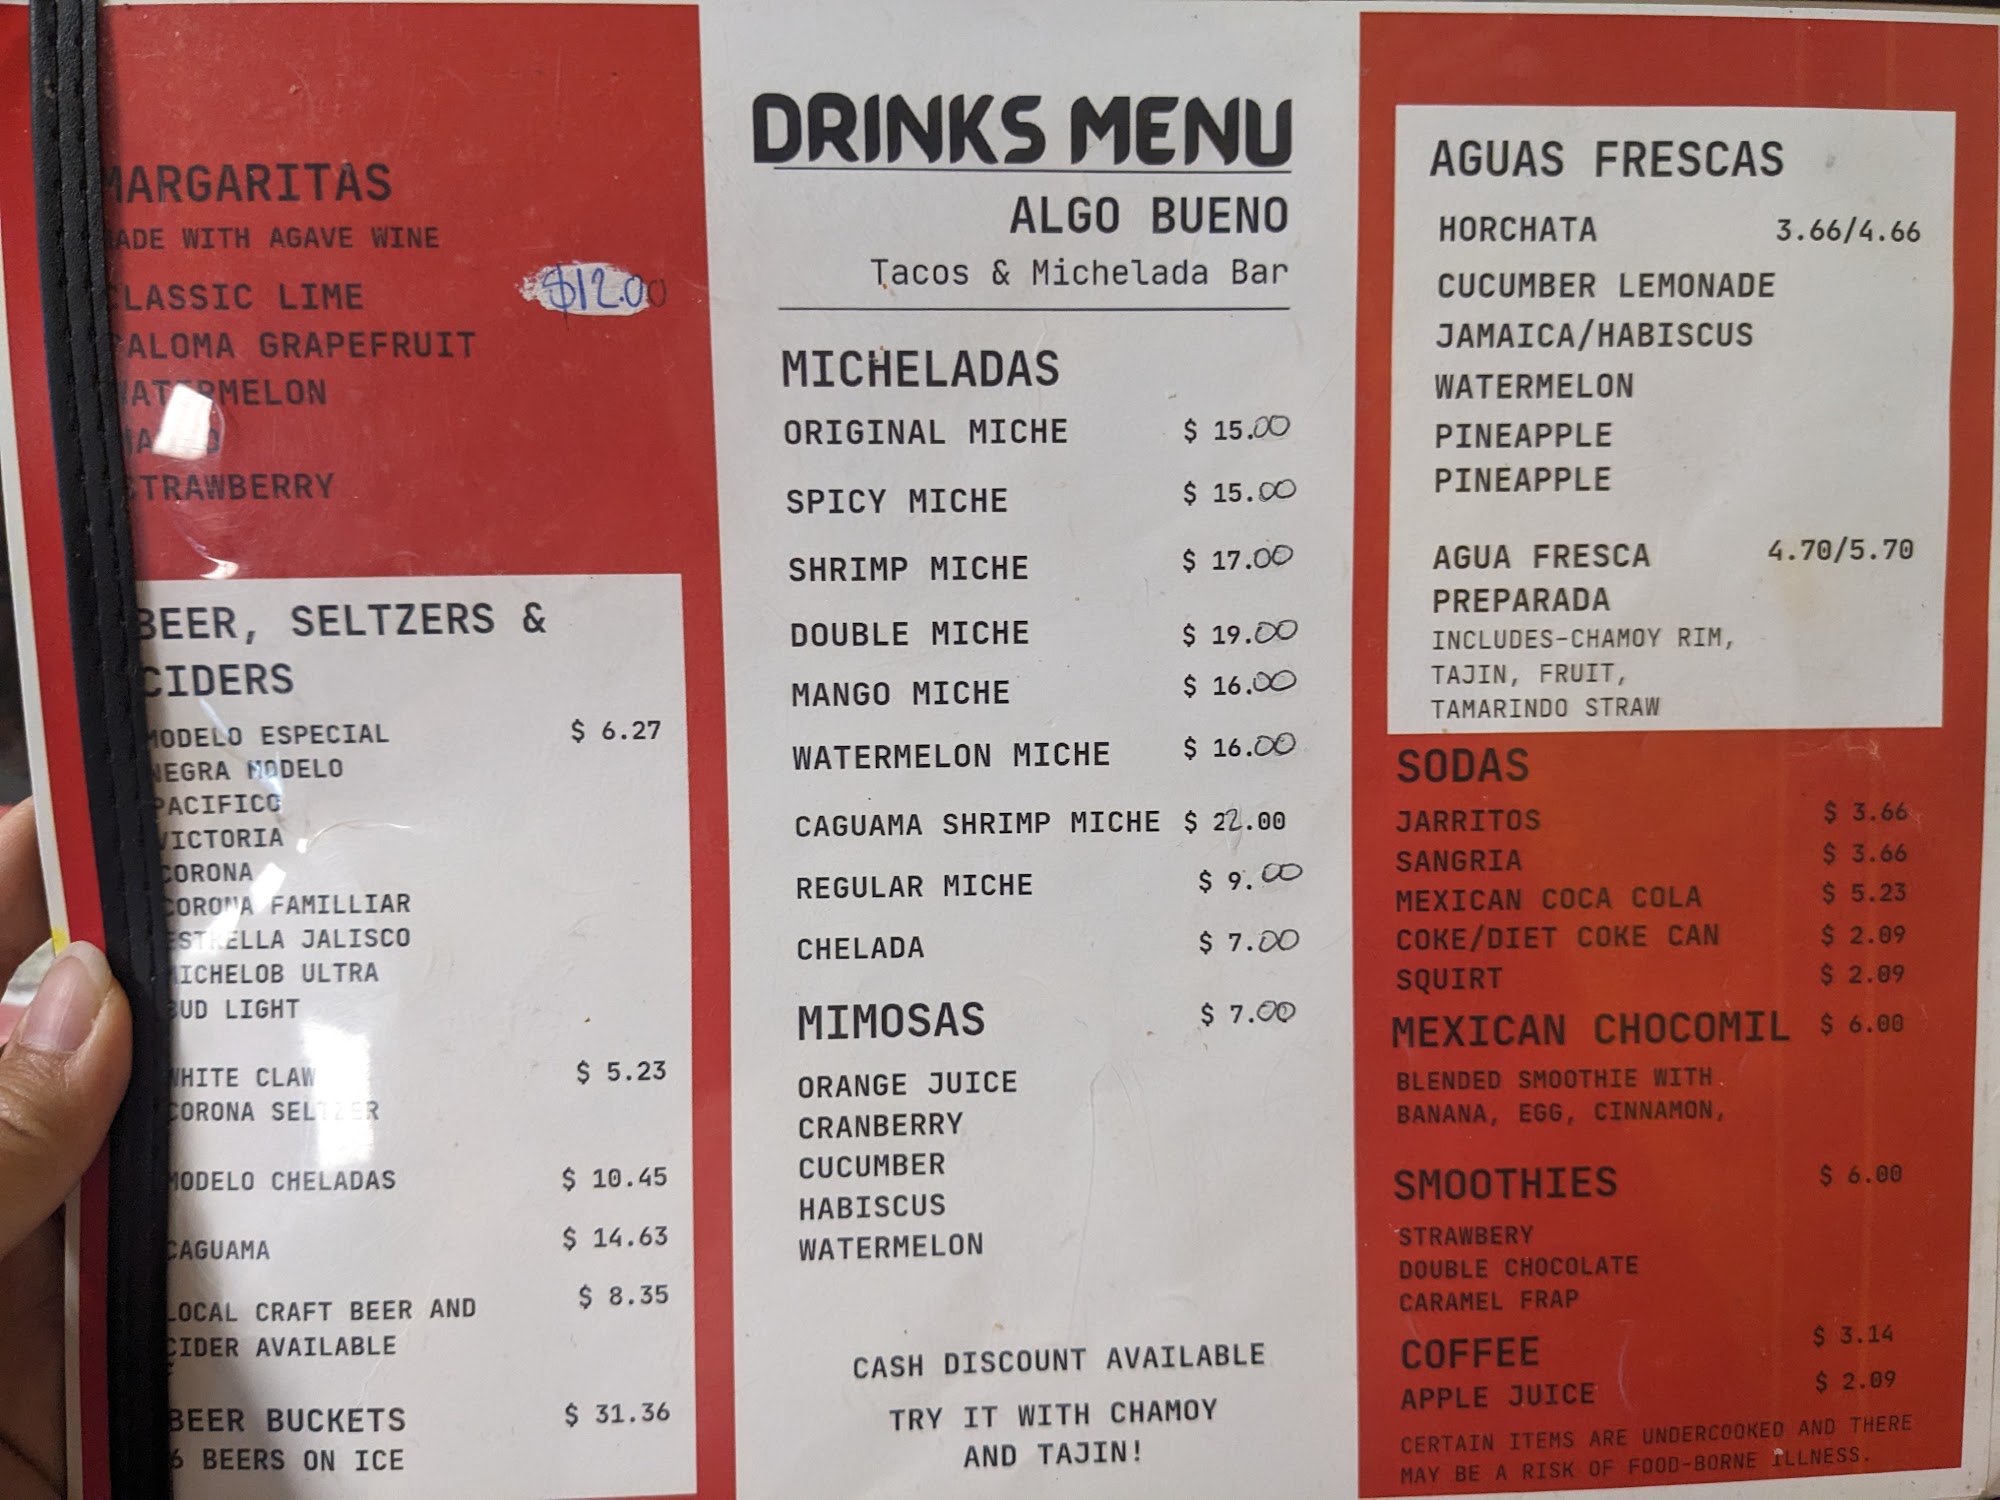 MARGARITAS
MADE WITH AGAVE WINE
CLASSIC LIME $12.00
PALOMA GRAPEFRUIT
WATERMELON
STRAWBERRY
BEER, SELTZERS &
CIDERS
MODELO ESPECIAL $ 6.27
NEGRA MODELO
PACIFICO
VICTORIA
CORONA
CORONA FAMILLIAR
ESTRELLA JALISCO
MICHELOB ULTRA
BUD LIGHT
WHITE CLAW $ 5.23
CORONA SELTZER
MODELO CHELADAS $ 10.45
CAGUAMA $ 14.63
LOCAL CRAFT BEER AND $ 8.35
CIDER AVAILABLE
BEER BUCKETS $ 31.36
6 BEERS ON ICE
DRINKS MENU
ALGO BUENO
Tacos & Michelada Bar
MICHELADAS
ORIGINAL MICHE $ 15.00
SPICY MICHE $ 15.00
SHRIMP MICHE $ 17.00
DOUBLE MICHE $ 19.00
MANGO MICHE $ 16.00
WATERMELON MICHE $ 16.00
CAGUAMA SHRIMP MICHE $ 22.00
REGULAR MICHE $ 9.00
CHELADA $ 7.00
MIMOSAS $ 7.00
ORANGE JUICE
CRANBERRY
CUCUMBER
HABISCUS
WATERMELON
CASH DISCOUNT AVAILABLE
TRY IT WITH CHAMOY
AND TAJIN!
AGUAS FRESCAS
HORCHATA 3.66/4.66
CUCUMBER LEMONADE
JAMAICA/HABISCUS
WATERMELON
PINEAPPLE
PINEAPPLE
AGUA FRESCA 4.70/5.70
PREPARADA
INCLUDES-CHAMOY RIM,
TAJIN, FRUIT,
TAMARINDO STRAW
SODAS
JARRITOS $ 3.66
SANGRIA $ 3.66
MEXICAN COCA COLA $ 5.23
COKE/DIET COKE CAN $ 2.09
SQUIRT $ 2.09
MEXICAN CHOCOMIL $ 6.00
BLENDED SMOOTHIE WITH
BANANA, EGG, CINNAMON,
SMOOTHIES $ 6.00
STRAWBERY
DOUBLE CHOCOLATE
CARAMEL FRAP
COFFEE $ 3.14
APPLE JUICE $ 2.09
CERTAIN ITEMS ARE UNDERCOOKED AND THERE
MAY BE A RISK OF FOOD-BORNE ILLNESS.